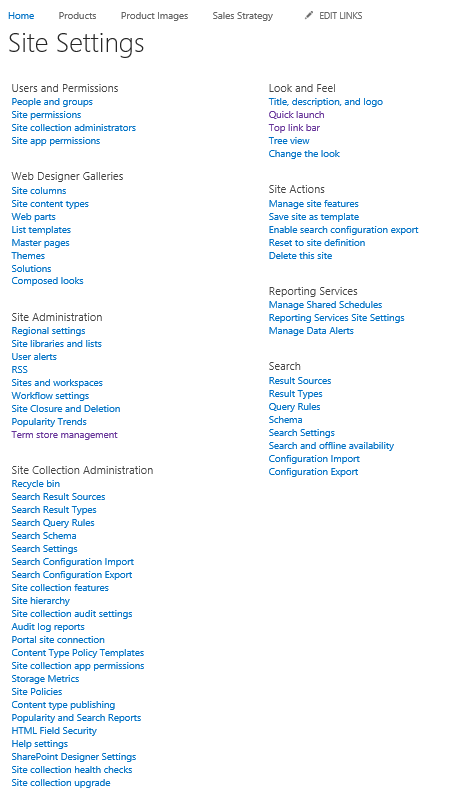 Home Products Product Images Sales Strategy EDIT LINKS
Site Settings
Users and Permissions
People and groups
Site permissions
Site collection administrators
Site app permissions
Web Designer Galleries
Site columns
Site content types
Web parts
List templates
Master pages
Themes
Solutions
Composed looks
Site Administration
Regional settings
Site libraries and lists
User alerts
RSS
Sites and workspaces
Workflow settings
Site Closure and Deletion
Popularity Trends
Term store management
Site Collection Administration
Recycle bin
Search Result Sources
Search Result Types
Search Query Rules
Search Schema
Search Settings
Search Configuration Import
Search Configuration Export
Site collection features
Site hierarchy
Site collection audit settings
Audit log reports
Portal site connection
Content Type Policy Templates
Site collection app permissions
Storage Metrics
Site Policies
Content type publishing
Popularity and Search Reports
HTML Field Security
Help settings
SharePoint Designer Settings
Site collection health checks
Site collection upgrade
Look and Feel
Title, description, and logo
Quick launch
Top link bar
Tree view
Change the look
Site Actions
Manage site features
Save site as template
Enable search configuration export
Reset to site definition
Delete this site
Reporting Services
Manage Shared Schedules
Reporting Services Site Settings
Manage Data Alerts
Search
Result Sources
Result Types
Query Rules
Schema
Search Settings
Search and offline availability
Configuration Import
Configuration Export